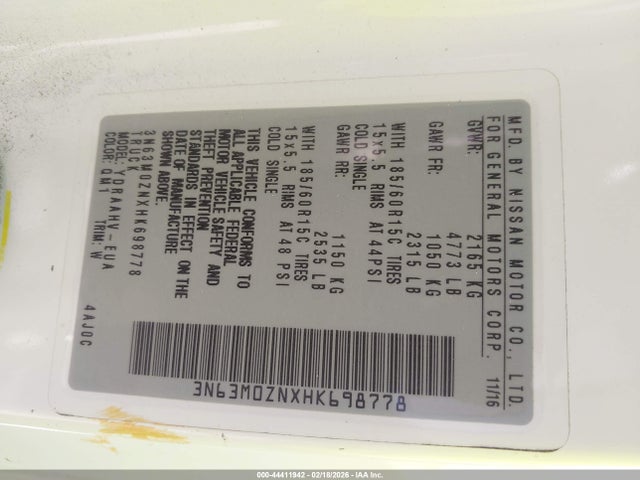 MFD. BY NISSAN MOTOR CO., LTD.
FOR GENERAL MOTORS CORP. 11/16
GVWR: 2165 KG
4773 LB
GAWR FR: 1050 KG
2315 LB
WITH 185/60R15C TIRES
15x5.5 RIMS AT 44PSI
COLD SINGLE
GAWR RR: 1150 KG
2535 LB
WITH 185/60R15C TIRES
15x5.5 RIMS AT 48 PSI
COLD SINGLE
THIS VEHICLE CONFORMS TO
ALL APPLICABLE FEDERAL
MOTOR VEHICLE SAFETY AND
THEFT PREVENTION
STANDARDS IN EFFECT ON THE
DATE OF MANUFACTURE
SHOWN ABOVE.
3N63M0ZNXHK698778
TRUCK
MODEL: YDRAAHV-EUA
COLOR: QM1 TRIM: W
4AJ0C
3N63M0ZNXHK698778
000-44411942 - 02/18/2026 - IAA Inc.